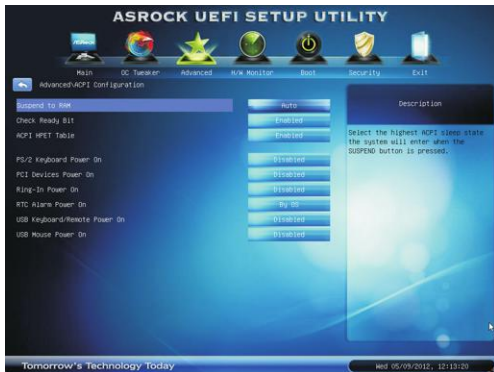 ASROCK UEFI SETUP UTILITY
Main OC Tweaker Advanced H/W Monitor Boot Security Exit
Advanced\ACPI Configuration
Description
Suspend to RAM Auto
Check Ready Bit Enabled
ACPI HPET Table Enabled
Select the highest ACPI sleep state
the system will enter when the
SUSPEND button is pressed.
PS/2 Keyboard Power On Disabled
PCI Devices Power On Disabled
Ring-In Power On Disabled
RTC Alarm Power On By OS
USB Keyboard/Remote Power On Disabled
USB Mouse Power On Disabled
Tomorrow's Technology Today
Wed 05/09/2012, 12:13:20